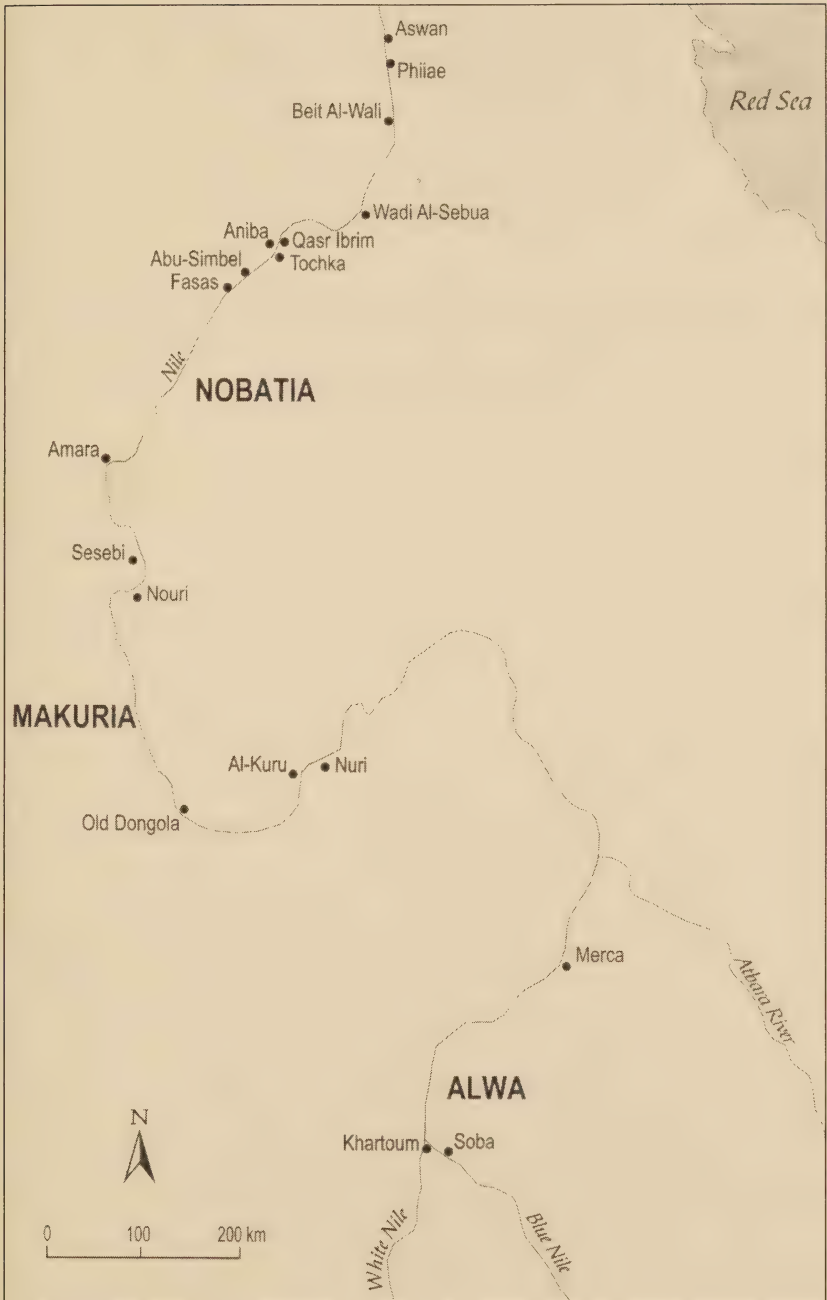 Aswan
Phiiae
Red Sea
Beit Al-Wali
Wadi Al-Sebua
Aniba
Qasr Ibrim
Tochka
Abu-Simbel
Fasas
Nile
NOBATIA
Amara
Sesebi
Nouri
MAKURIA
Al-Kuru
Nuri
Old Dongola
Merca
Atbara River
ALWA
N
Khartoum
Soba
0 100 200 km
White Nile
Blue Nile